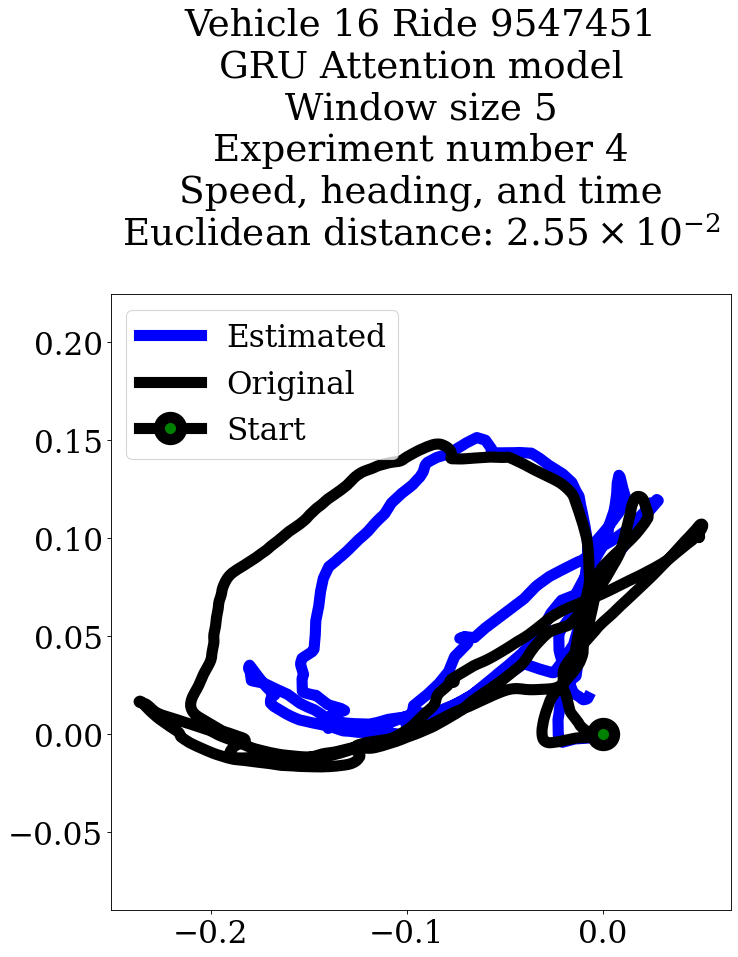 Vehicle 16 Ride 9547451
GRU Attention model
Window size 5
Experiment number 4
Speed, heading, and time
Euclidean distance: 2.55 × 10⁻²
Estimated
Original
Start
0.20
0.15
0.10
0.05
0.00
−0.05
−0.2
−0.1
0.0